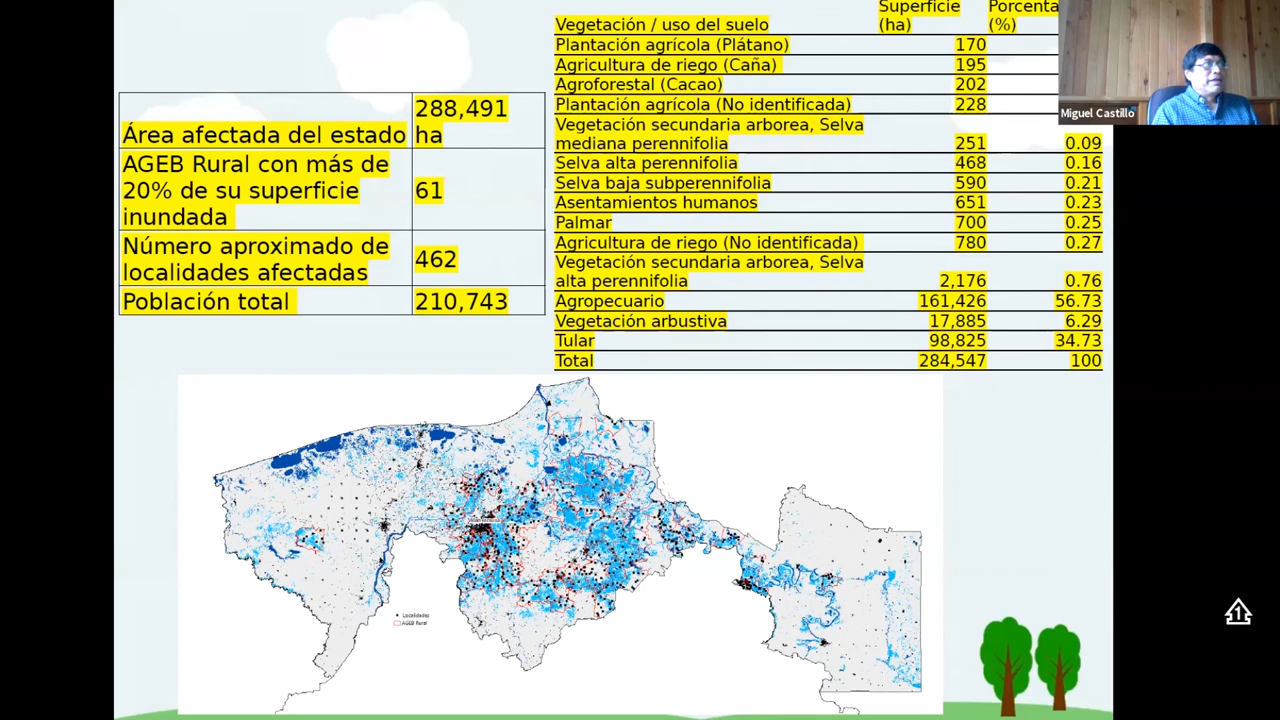 Área afectada del estado
288,491
ha
AGEB Rural con más de
20% de su superficie
inundada
61
Número aproximado de
localidades afectadas
462
Población total
210,743
Vegetación / uso del suelo
Superficie
(ha)
Porcenta
(%)
Plantación agrícola (Plátano) 170
Agricultura de riego (Caña) 195
Agroforestal (Cacao) 202
Plantación agrícola (No identificada) 228
Vegetación secundaria arborea, Selva
mediana perennifolia 251 0.09
Selva alta perennifolia 468 0.16
Selva baja subperennifolia 590 0.21
Asentamientos humanos 651 0.23
Palmar 700 0.25
Agricultura de riego (No identificada) 780 0.27
Vegetación secundaria arborea, Selva
alta perennifolia 2,176 0.76
Agropecuario 161,426 56.73
Vegetación arbustiva 17,885 6.29
Tular 98,825 34.73
Total 284,547 100
Miguel Castillo
Localidades
AGEB Rural
1